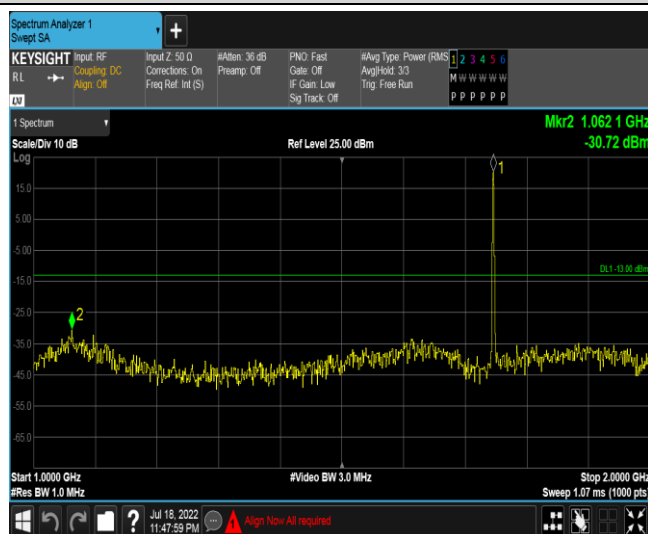 Spectrum Analyzer 1
Swept SA
+
KEYSIGHT
RL
LXI
Input: RF
Coupling: DC
Align: Off
Input Z: 50 Ω
Corrections: On
Freq Ref: Int (S)
#Atten: 36 dB
Preamp: Off
PNO: Fast
Gate: Off
IF Gain: Low
Sig Track: Off
#Avg Type: Power (RMS
Avg|Hold: 3/3
Trig: Free Run
1 2 3 4 5 6
M W W W W W
P P P P P P
1 Spectrum
Mkr2 1.062 1 GHz
Scale/Div 10 dB
Ref Level 25.00 dBm
-30.72 dBm
Log
1
15.0
5.00
-5.00
DL1 -13.00 dBm
-15.0
-25.0
2
-35.0
-45.0
-55.0
-65.0
Start 1.0000 GHz
#Video BW 3.0 MHz
Stop 2.0000 GHz
#Res BW 1.0 MHz
Sweep 1.07 ms (1000 pts)
?
Jul 18, 2022
11:47:59 PM
1
Align Now All required